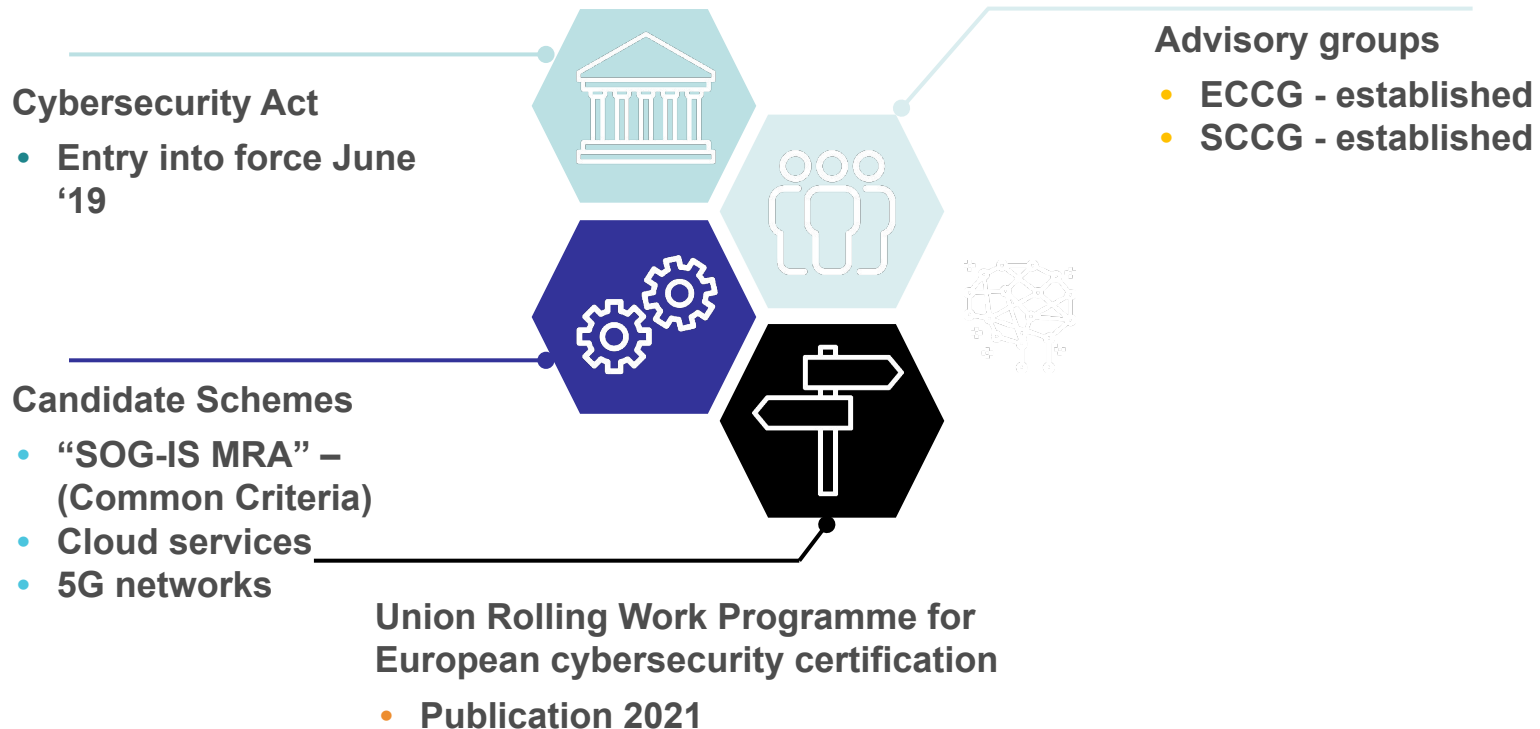 Cybersecurity Act
• Entry into force June
‘19
Advisory groups
• ECCG - established
• SCCG - established
Candidate Schemes
• “SOG-IS MRA” –
(Common Criteria)
• Cloud services
• 5G networks
Union Rolling Work Programme for
European cybersecurity certification
• Publication 2021